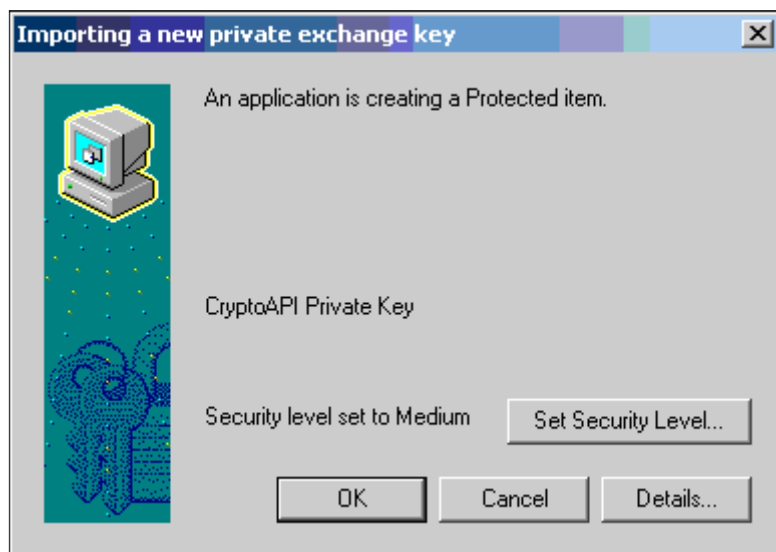 Importing a new private exchange key
An application is creating a Protected item.
CryptoAPI Private Key
Security level set to Medium
Set Security Level...
OK
Cancel
Details...